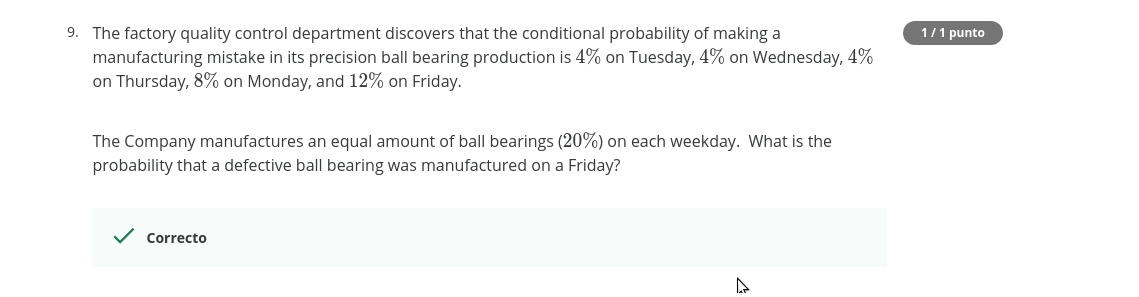 9. The factory quality control department discovers that the conditional probability of making a
1 / 1 punto
manufacturing mistake in its precision ball bearing production is 4% on Tuesday, 4% on Wednesday, 4%
on Thursday, 8% on Monday, and 12% on Friday.
The Company manufactures an equal amount of ball bearings (20%) on each weekday. What is the
probability that a defective ball bearing was manufactured on a Friday?
Correcto